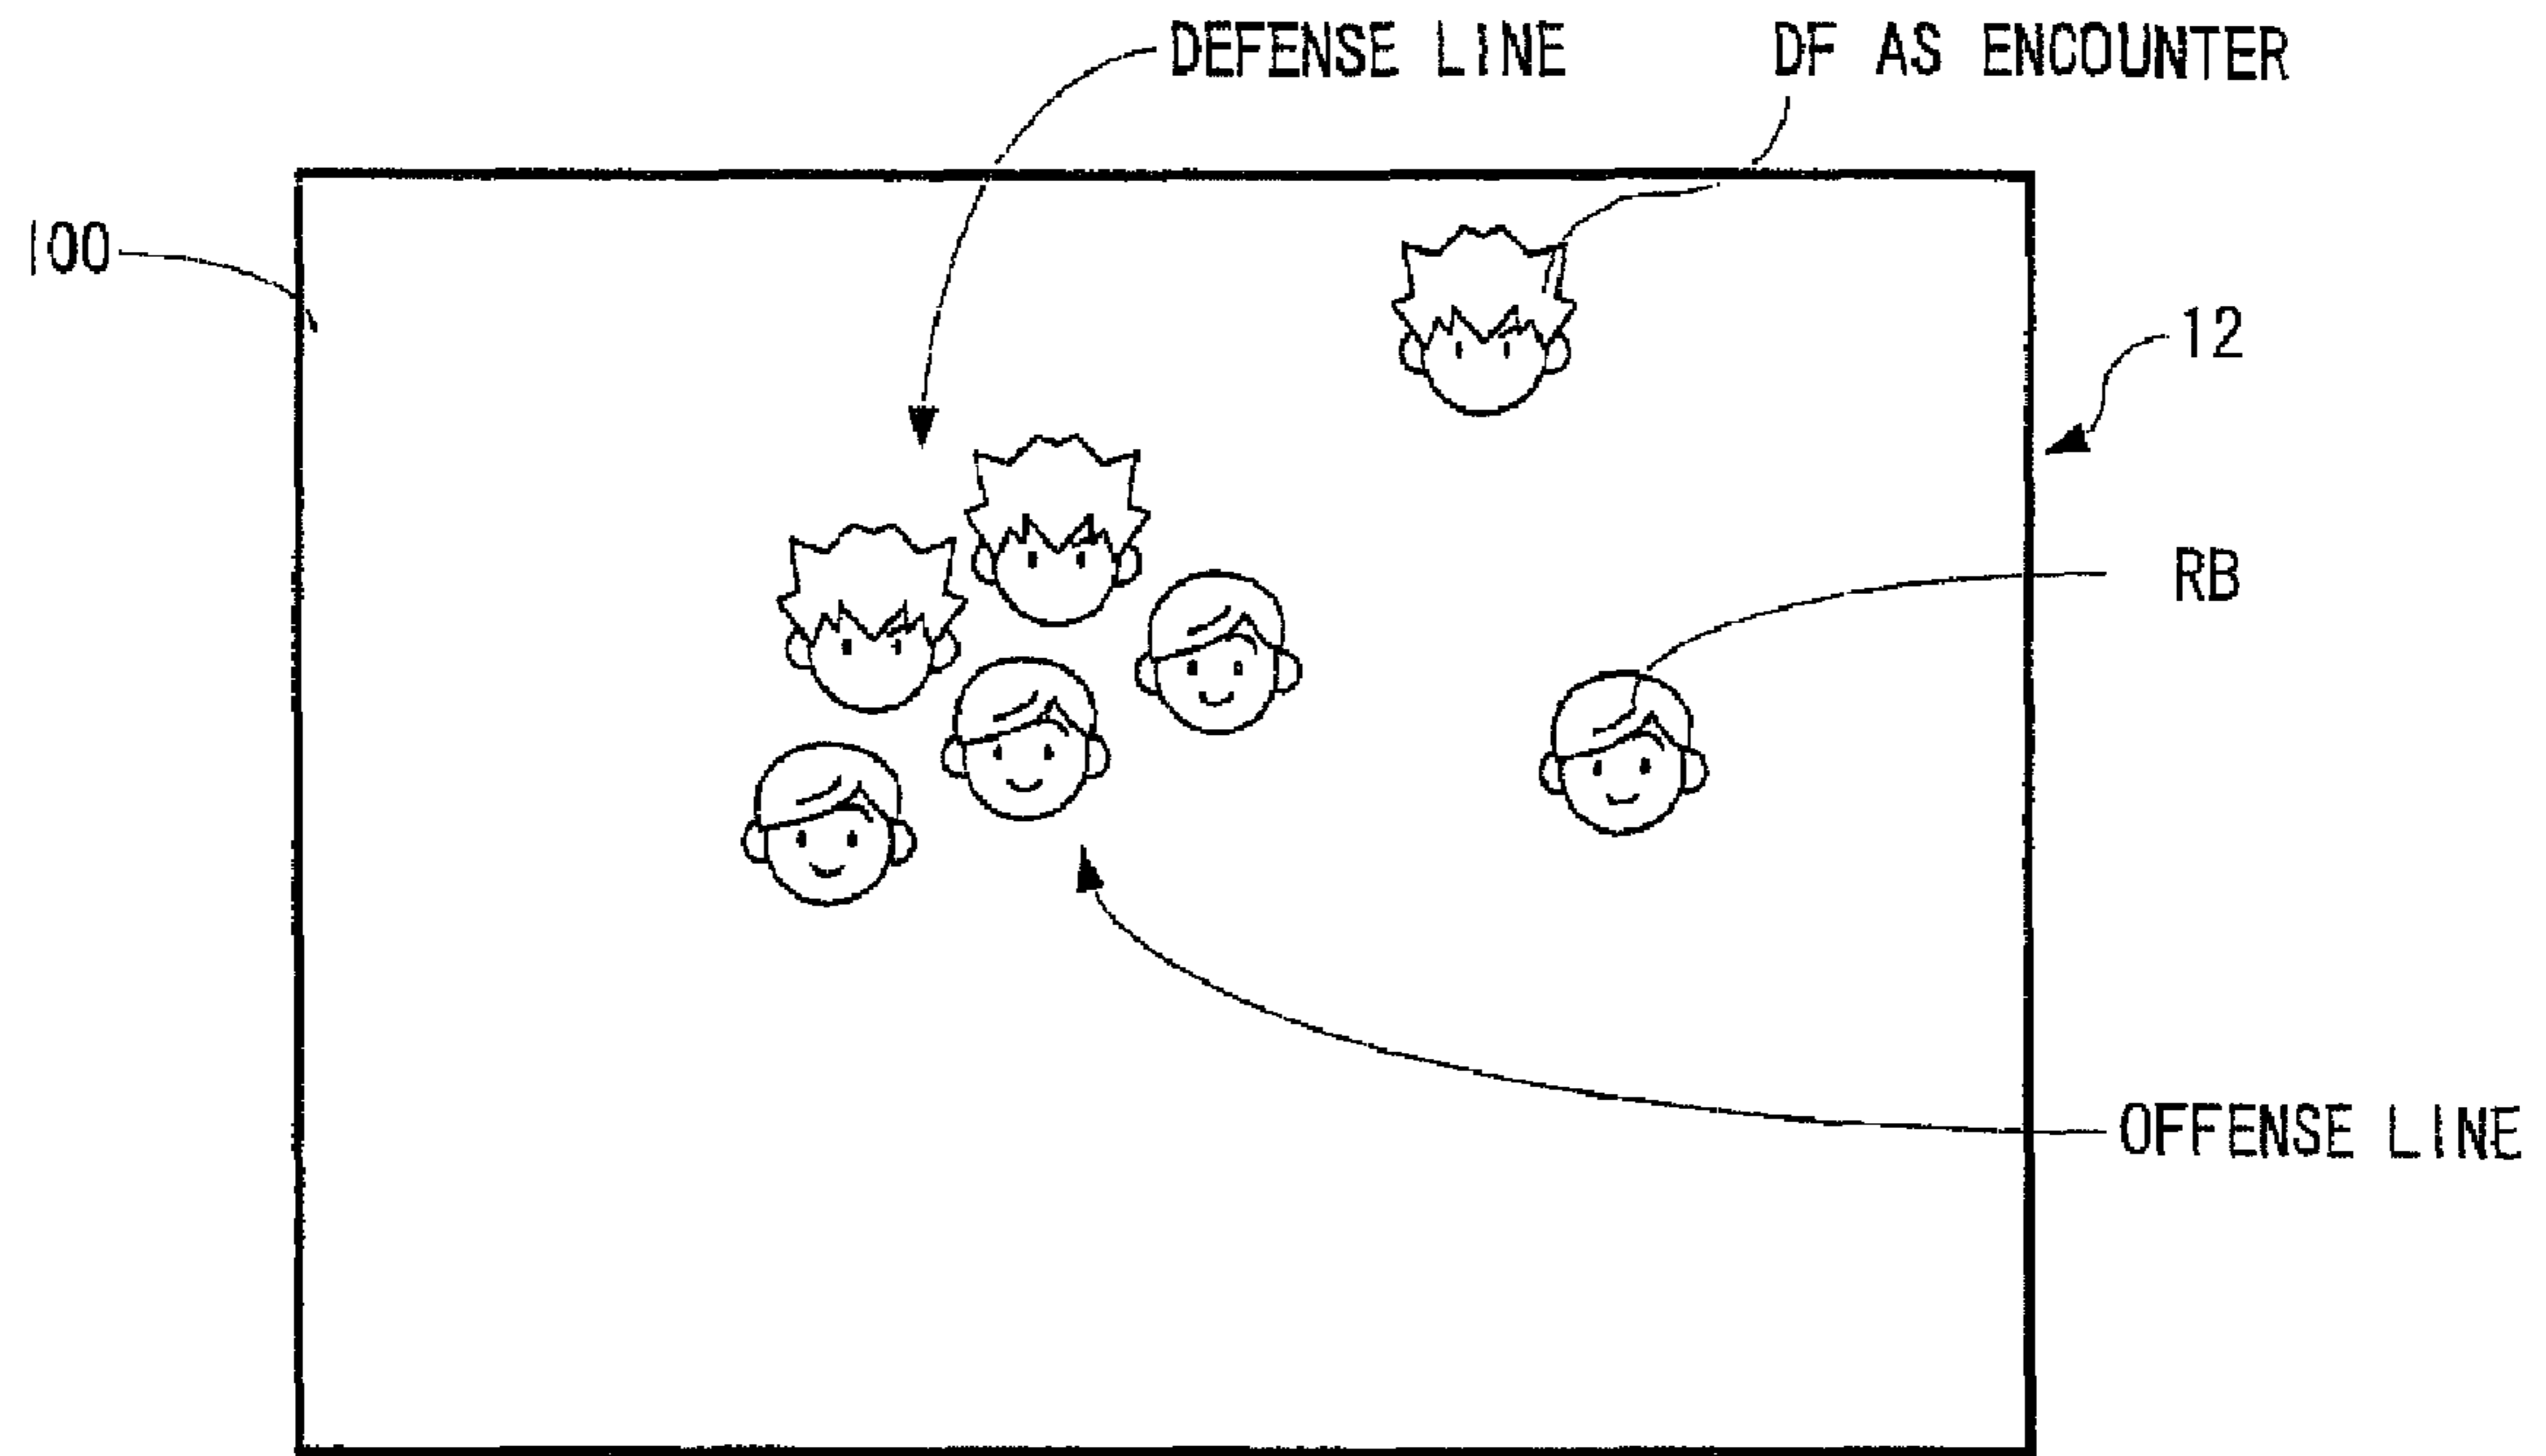 DEFENSE LINE
DF AS ENCOUNTER
100
12
RB
OFFENSE LINE